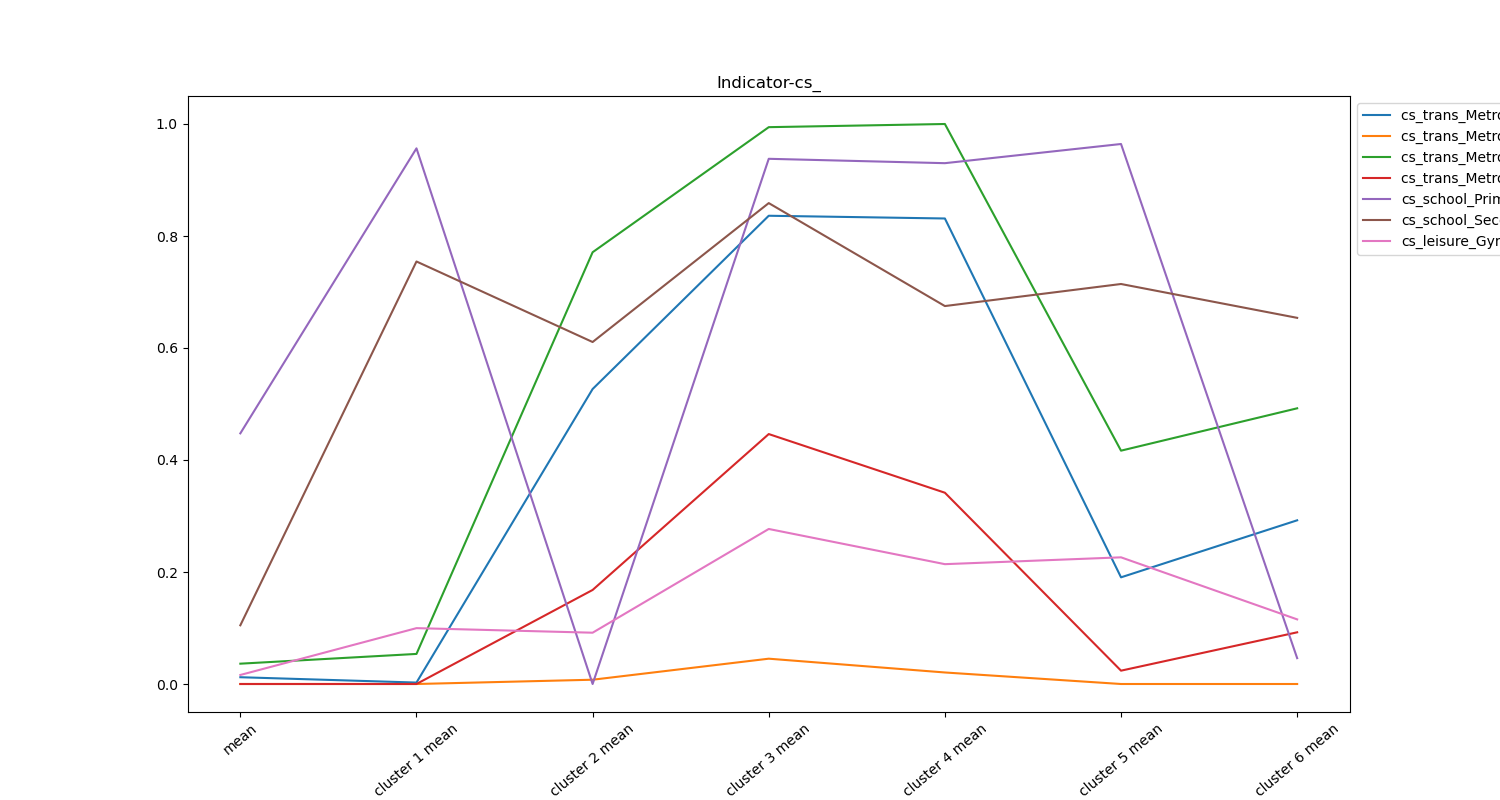 Indicator-cs_
1.0
0.8
0.6
0.4
0.2
0.0
mean
cluster 1 mean
cluster 2 mean
cluster 3 mean
cluster 4 mean
cluster 5 mean
cluster 6 mean
cs_trans_Metro
cs_trans_Metro
cs_trans_Metro
cs_trans_Metro
cs_school_Prim
cs_school_Sec
cs_leisure_Gyr